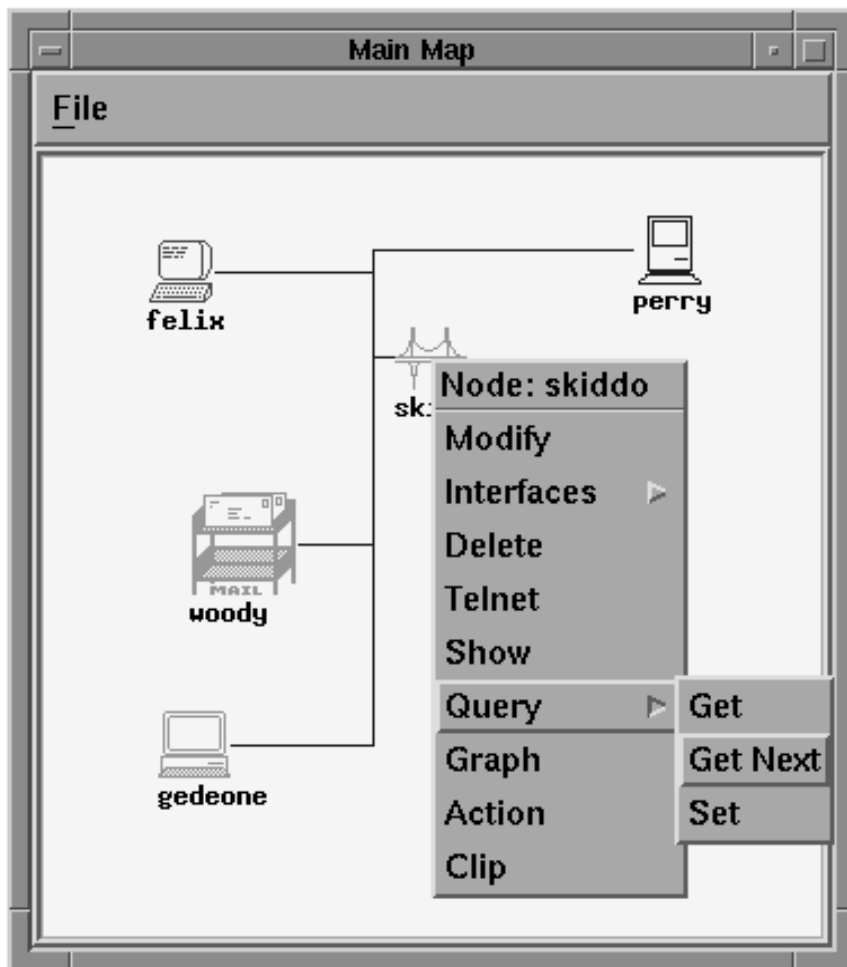 Main Map
File
felix
perry
Node: skiddo
Modify
Interfaces
Delete
Telnet
Show
Query
Get
Get Next
Set
Graph
Action
Clip
MAIL
woody
gedeone